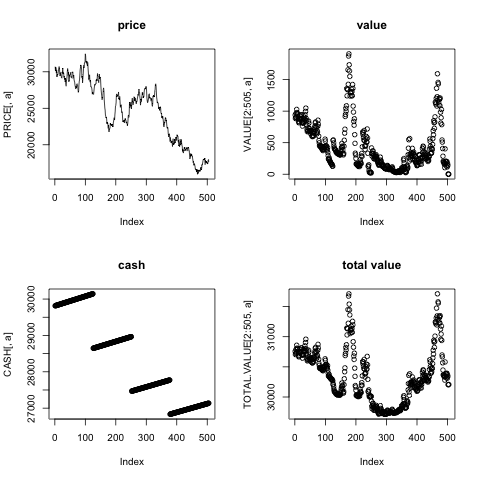 price
PRICE[, a]
30000
25000
20000
0 100 200 300 400 500
Index
value
VALUE[2:505, a]
1500
1000
500
0
0 100 200 300 400 500
Index
cash
CASH[, a]
30000
29000
28000
27000
0 100 200 300 400 500
Index
total value
TOTAL.VALUE[2:505, a]
31000
30000
0 100 200 300 400 500
Index